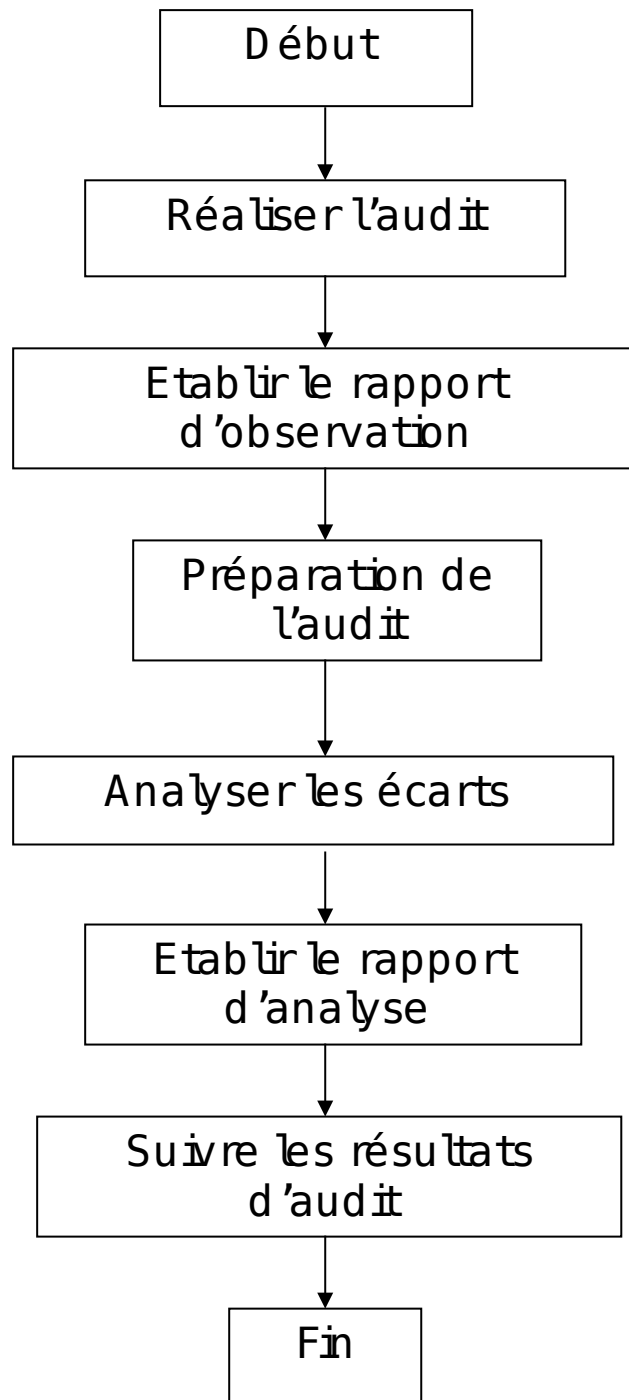 Début
Réaliser l'audit
Etablir le rapport
d'observation
Préparation de
l'audit
Analyser les écarts
Etablir le rapport
d'analyse
Suivre les résultats
d'audit
Fin